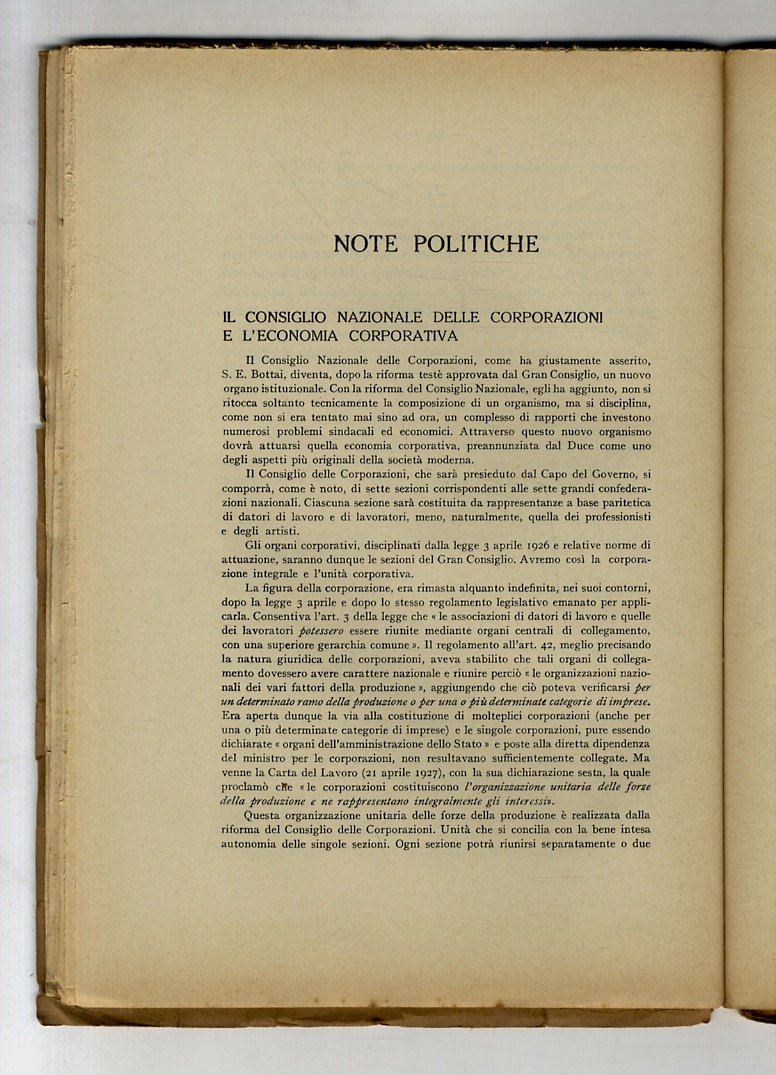 NOTE POLITICHE
IL CONSIGLIO NAZIONALE DELLE CORPORAZIONI
E L'ECONOMIA CORPORATIVA
Il Consiglio Nazionale delle Corporazioni, come ha giustamente asserito,
S. E. Bottai, diventa, dopo la riforma testè approvata dal Gran Consiglio, un nuovo
organo istituzionale. Con la riforma del Consiglio Nazionale, egli ha aggiunto, non si
ritocca soltanto tecnicamente la composizione di un organismo, ma si disciplina,
come non si era tentato mai sino ad ora, un complesso di rapporti che investono
numerosi problemi sindacali ed economici. Attraverso questo nuovo organismo
dovrà attuarsi quella economia corporativa, preannunziata dal Duce come uno
degli aspetti più originali della società moderna.
Il Consiglio delle Corporazioni, che sarà presieduto dal Capo del Governo, si
comporrà, come è noto, di sette sezioni corrispondenti alle sette grandi confedera-
zioni nazionali. Ciascuna sezione sarà costituita da rappresentanze a base paritetica
di datori di lavoro e di lavoratori, meno, naturalmente, quella dei professionisti
e degli artisti.
Gli organi corporativi, disciplinati dalla legge 3 aprile 1926 e relative norme di
attuazione, saranno dunque le sezioni del Gran Consiglio. Avremo così la corpora-
zione integrale e l'unità corporativa.
La figura della corporazione, era rimasta alquanto indefinita, nei suoi contorni,
dopo la legge 3 aprile e dopo lo stesso regolamento legislativo emanato per appli-
carla. Consentiva l'art. 3 della legge che « le associazioni di datori di lavoro e quelle
dei lavoratori potessero essere riunite mediante organi centrali di collegamento,
con una superiore gerarchia comune ». Il regolamento all'art. 42, meglio precisando
la natura giuridica delle corporazioni, aveva stabilito che tali organi di collega-
mento dovessero avere carattere nazionale e riunire perciò « le organizzazioni nazio-
nali dei vari fattori della produzione », aggiungendo che ciò poteva verificarsi per
un determinato ramo della produzione o per una o più determinate categorie di imprese.
Era aperta dunque la via alla costituzione di molteplici corporazioni (anche per
una o più determinate categorie di imprese) e le singole corporazioni, pure essendo
dichiarate « organi dell'amministrazione dello Stato » e poste alla diretta dipendenza
del ministro per le corporazioni, non resultavano sufficientemente collegate. Ma
venne la Carta del Lavoro (21 aprile 1927), con la sua dichiarazione sesta, la quale
proclamò che « le corporazioni costituiscono l'organizzazione unitaria delle forze
della produzione e ne rappresentano integralmente gli interessi».
Questa organizzazione unitaria delle forze della produzione è realizzata dalla
riforma del Consiglio delle Corporazioni. Unità che si concilia con la bene intesa
autonomia delle singole sezioni. Ogni sezione potrà riunirsi separatamente o due